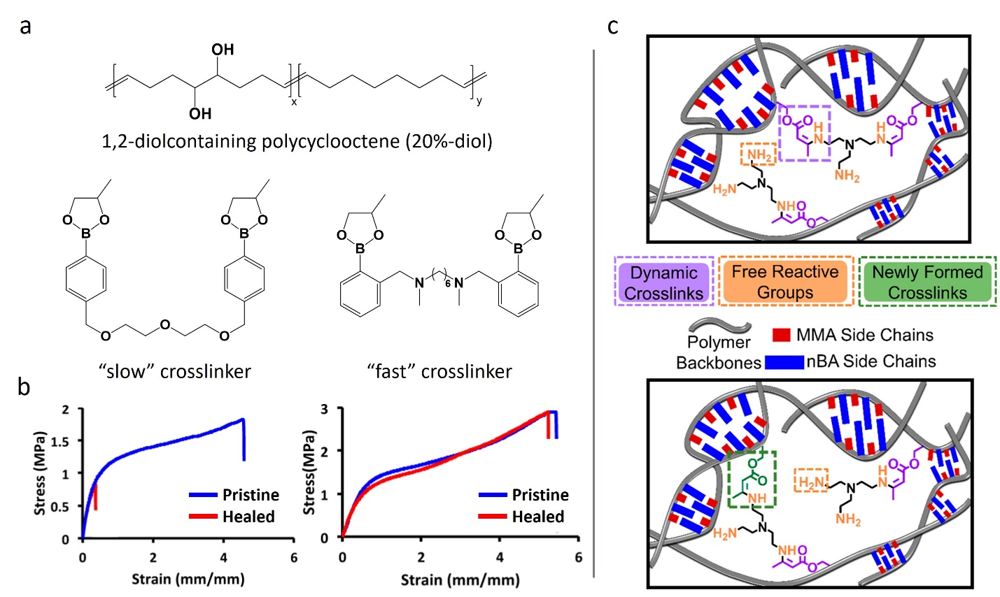 a
OH
OH
x
y
1,2-diolcontaining polycyclooctene (20%-diol)
O O
B
O O
B
O O O
"slow" crosslinker
O O
B
O O
B
N 6 N
"fast" crosslinker
b
2
1.5
1
0.5
0
0 2 4 6
Stress (MPa)
Strain (mm/mm)
Pristine
Healed
3
2
1
0
0 2 4 6
Stress(MPa)
Strain (mm/mm)
Pristine
Healed
c
O O
H
N
N
H
N
O O
NH2
NH2
H2N
N
NH O
O
Dynamic
Crosslinks
Free Reactive
Groups
Newly Formed
Crosslinks
Polymer
Backbones
MMA Side Chains
nBA Side Chains
O
O
NH
H2N
N
H
N
O O
NH2
H2N
N
NH O
O